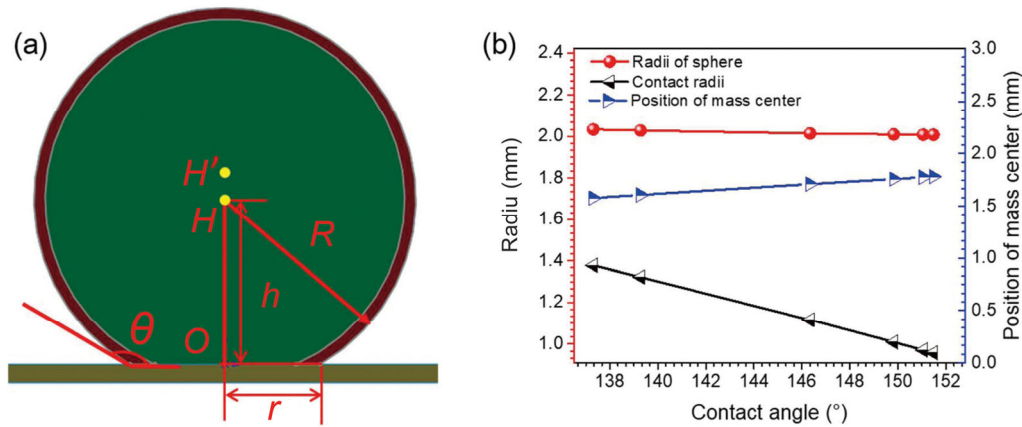 (a)
H'
H
R
h
θ
O
r
(b)
Radii of sphere
Contact radii
Position of mass center
2.4
2.2
2.0
1.8
1.6
1.4
1.2
1.0
Radiu (mm)
3.0
2.5
2.0
1.5
1.0
0.5
0.0
Position of mass center (mm)
138 140 142 144 146 148 150 152
Contact angle (°)